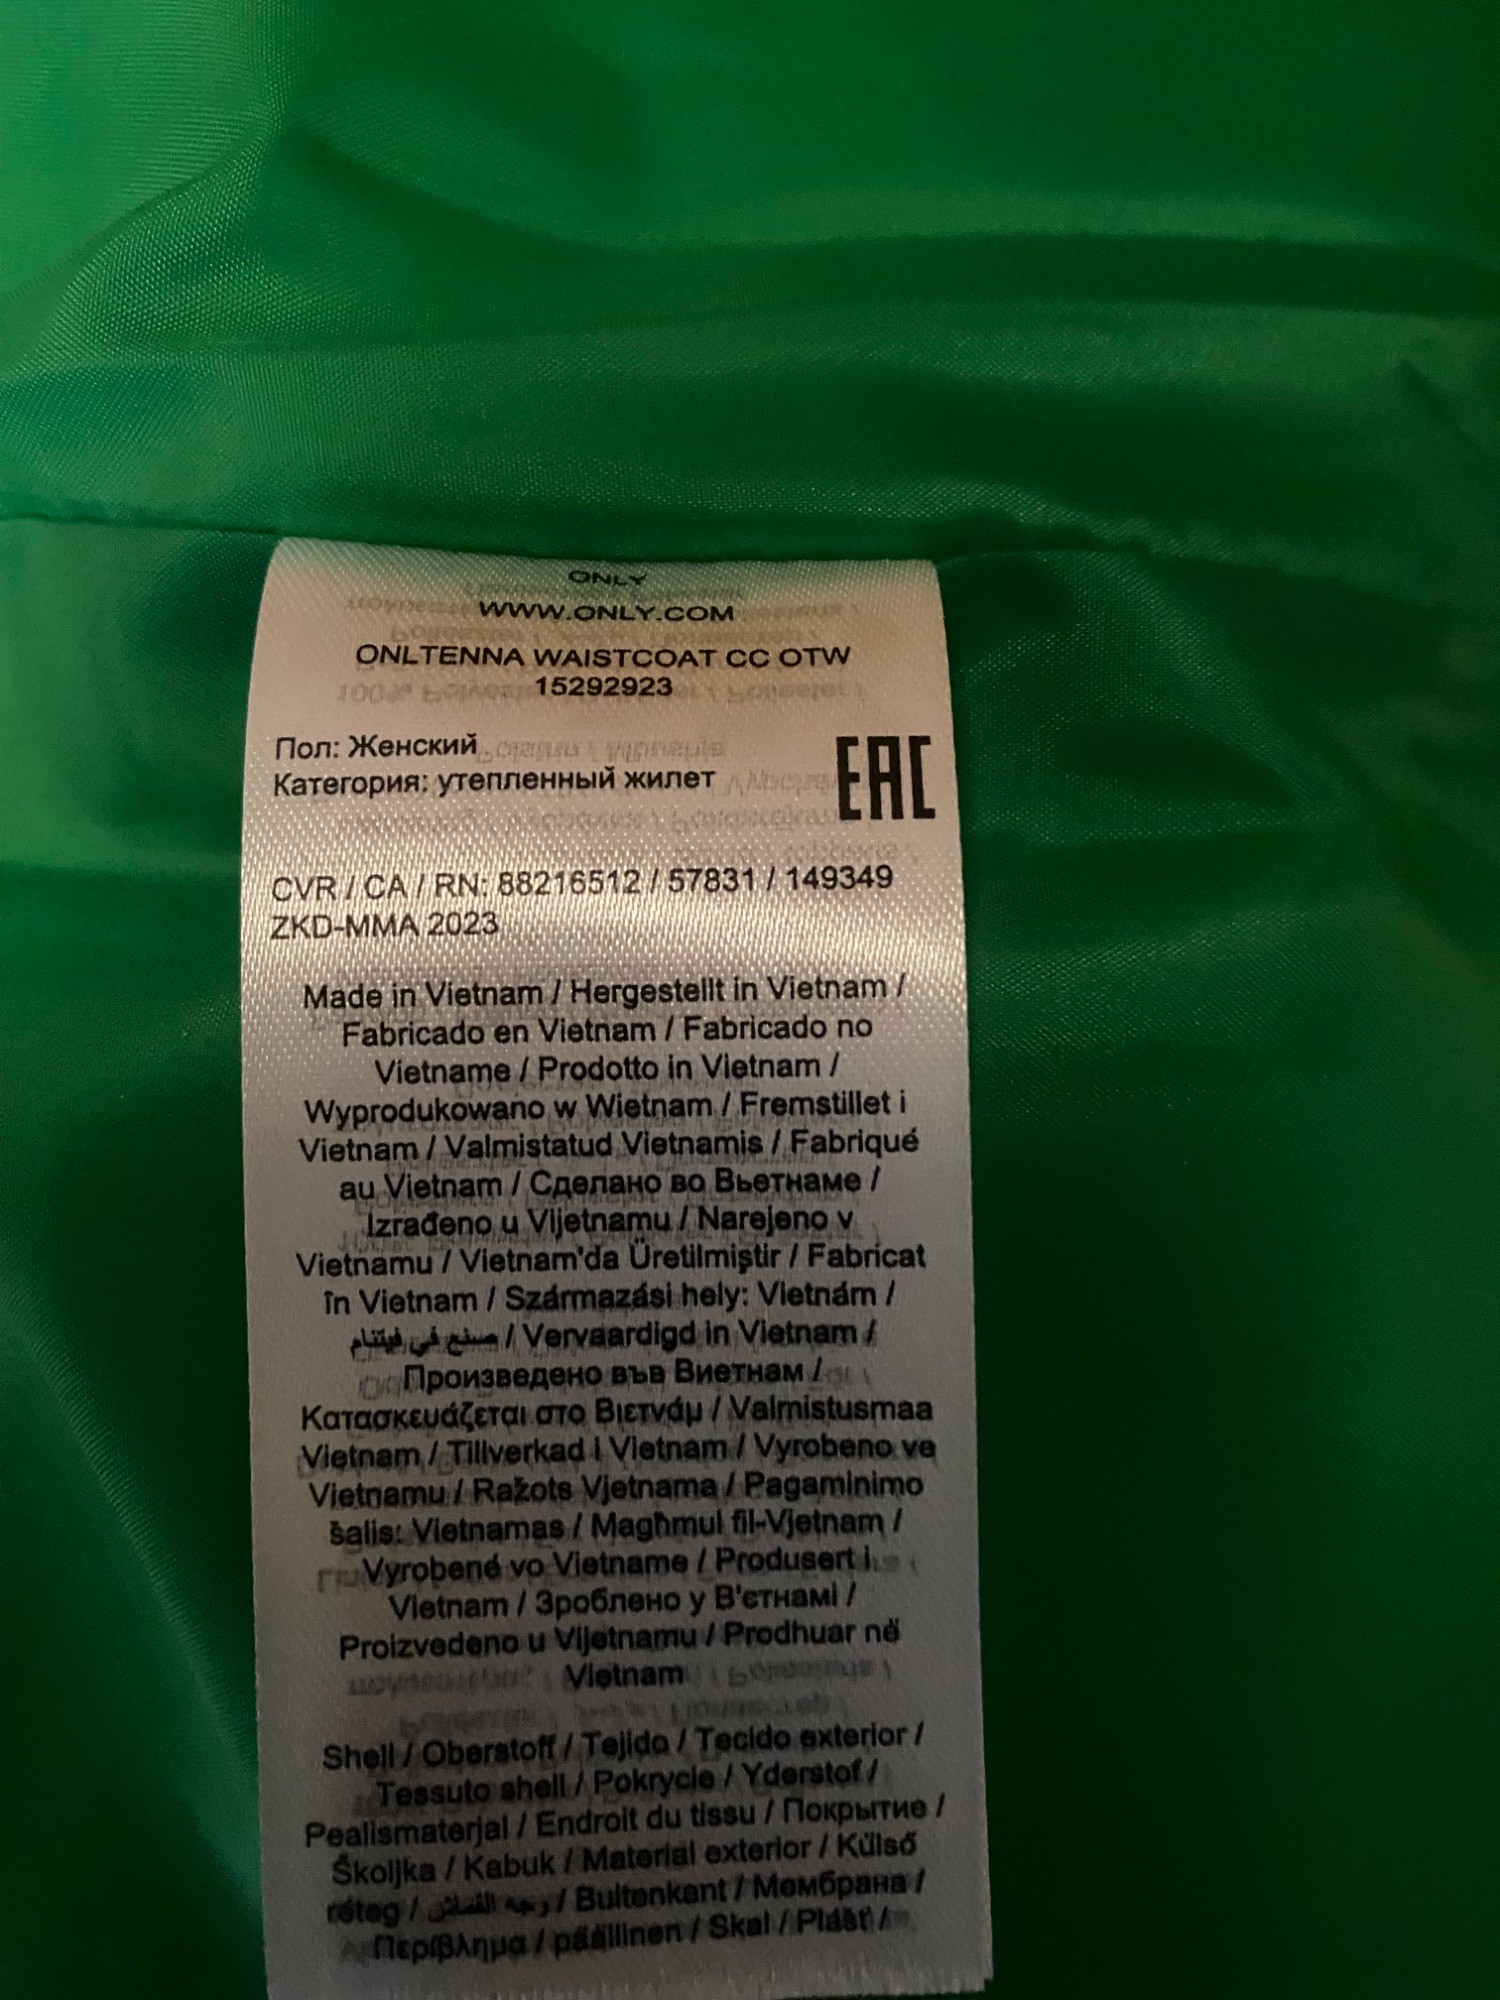 ONLY
WWW.ONLY.COM
ONLTENNA WAISTCOAT CC OTW
15292923
Пол: Женский
Категория: утепленный жилет
EAC
CVR / CA / RN: 88216512 / 57831 / 149349
ZKD-MMA 2023
Made in Vietnam / Hergestellt in Vietnam /
Fabricado en Vietnam / Fabricado no
Vietname / Prodotto in Vietnam /
Wyprodukowano w Wietnam / Fremstillet i
Vietnam / Valmistatud Vietnamis / Fabriqué
au Vietnam / Сделано во Вьетнаме /
Izrađeno u Vijetnamu / Narejeno v
Vietnamu / Vietnam'da Üretilmiştir / Fabricat
în Vietnam / Származási hely: Vietnám /
صنع في فيتنام / Vervaardigd in Vietnam /
Произведено във Виетнам /
Κατασκευάζεται στο Βιετνάμ / Valmistusmaa
Vietnam / Tillverkad i Vietnam / Vyrobeno ve
Vietnamu / Ražots Vjetnama / Pagaminimo
šalis: Vietnamas / Magħmul fil-Vjetnam /
Vyrobené vo Vietname / Produsert i
Vietnam / Зроблено у В'єтнамі /
Proizvedeno u Vijetnamu / Prodhuar në
Vietnam
Shell / Oberstoff / Tejido / Tecido exterior /
Tessuto shell / Pokrycie / Yderstof /
Pealismaterjal / Endroit du tissu / Покрытие /
Školjka / Kabuk / Material exterior / Külső
réteg / وجه القماش / Buitenkant / Мембрана /
Περίβλημα / päällinen / Skal / Plášť /